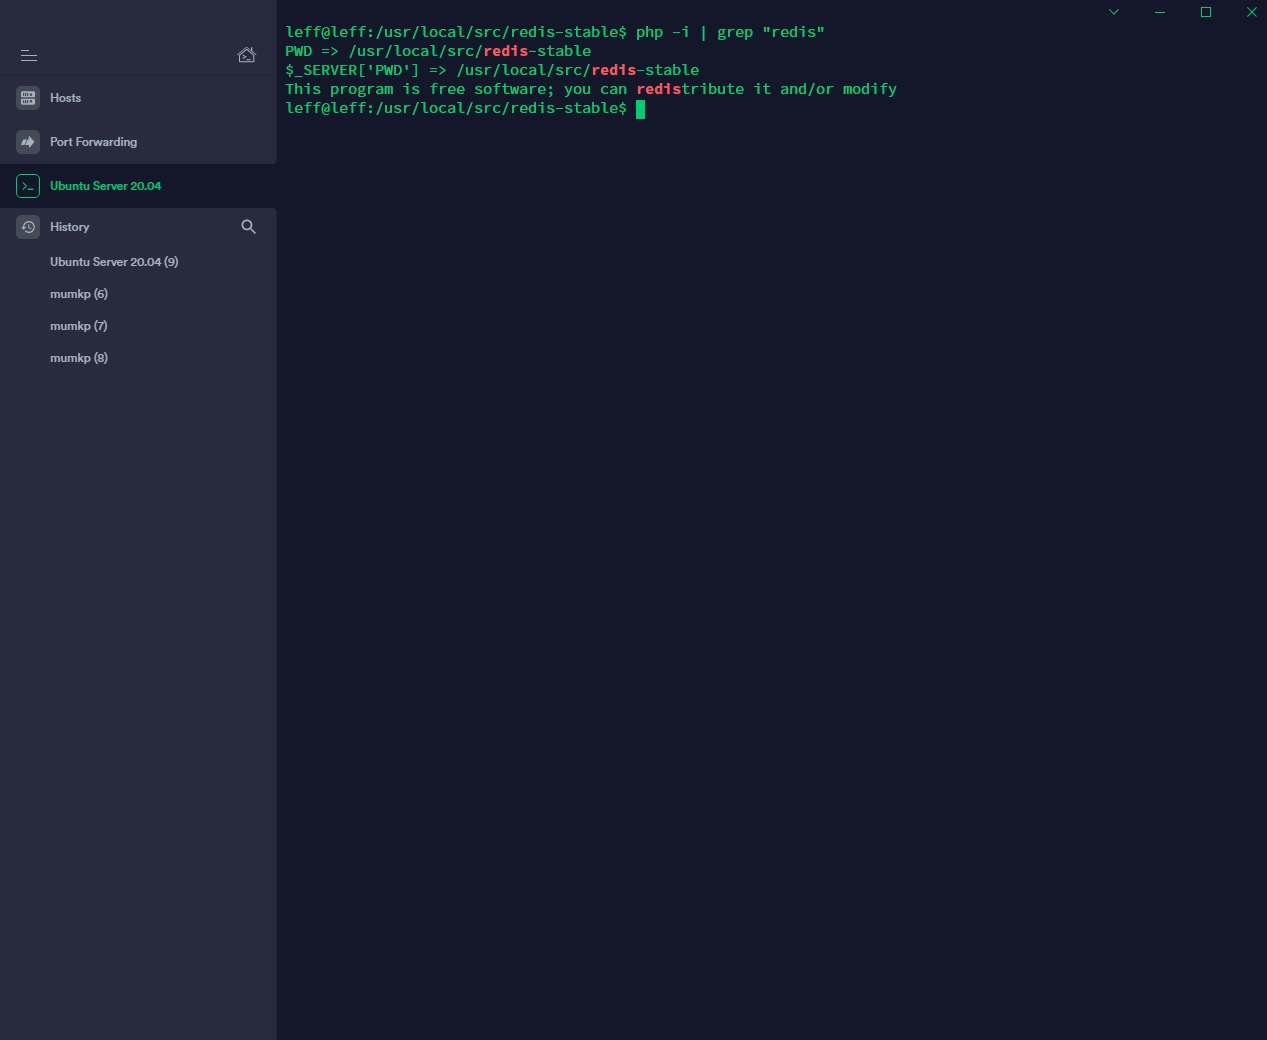 Hosts
Port Forwarding
Ubuntu Server 20.04
History
Ubuntu Server 20.04 (9)
mumkp (6)
mumkp (7)
mumkp (8)
leff@leff:/usr/local/src/redis-stable$ php -i | grep "redis"
PWD => /usr/local/src/redis-stable
$_SERVER['PWD'] => /usr/local/src/redis-stable
This program is free software; you can redistribute it and/or modify
leff@leff:/usr/local/src/redis-stable$